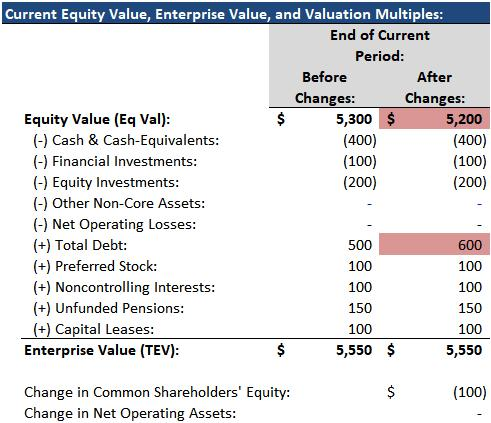 Current Equity Value, Enterprise Value, and Valuation Multiples:
End of Current
Period:
Before After
Changes: Changes:
Equity Value (Eq Val): $ 5,300 $ 5,200
(-) Cash & Cash-Equivalents: (400) (400)
(-) Financial Investments: (100) (100)
(-) Equity Investments: (200) (200)
(-) Other Non-Core Assets: - -
(-) Net Operating Losses: - -
(+) Total Debt: 500 600
(+) Preferred Stock: 100 100
(+) Noncontrolling Interests: 100 100
(+) Unfunded Pensions: 150 150
(+) Capital Leases: 100 100
Enterprise Value (TEV): $ 5,550 $ 5,550
Change in Common Shareholders' Equity: $ (100)
Change in Net Operating Assets: -